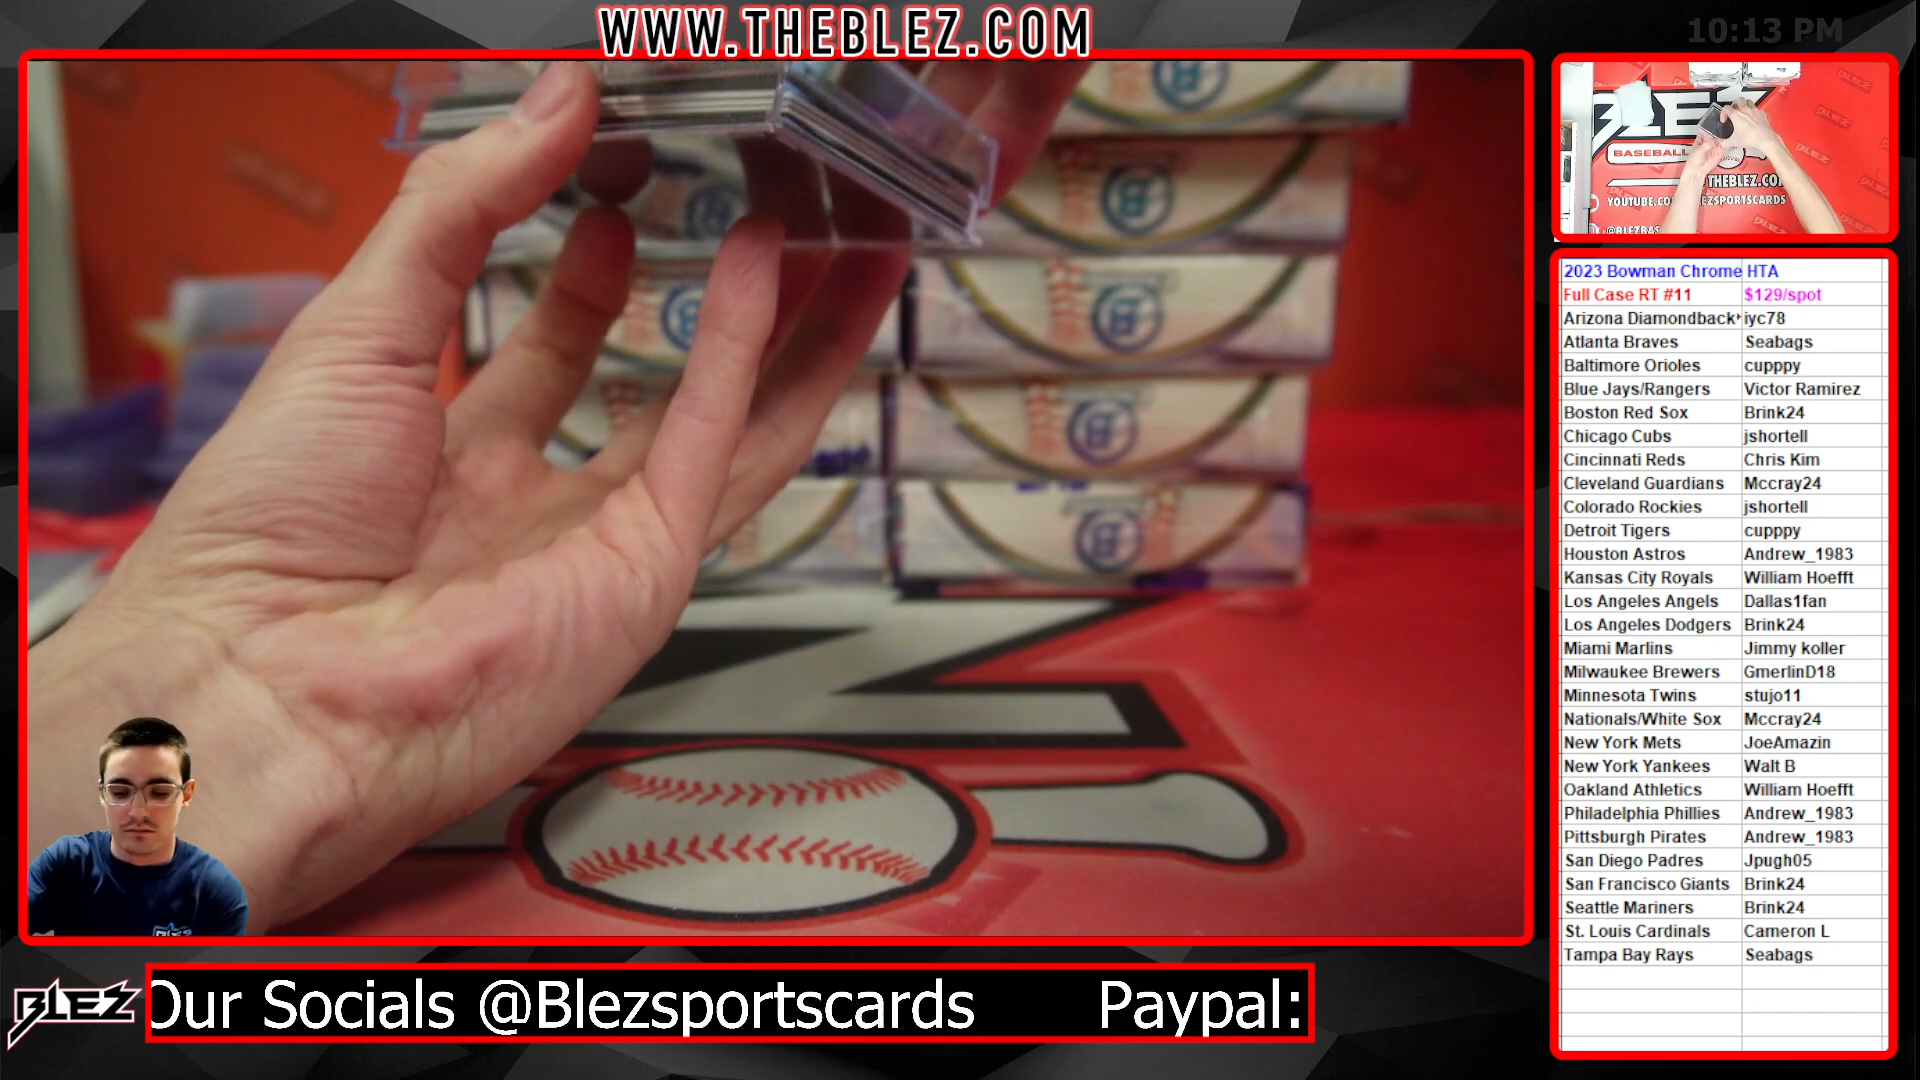 WWW.THEBLEZ.COM
10:13 PM
BLEZ
BASEBALL
THEBLEZ.COM
2023 Bowman Chrome HTA
Full Case RT #11 $129/spot
Arizona Diamondback iyc78
Atlanta Braves Seabags
Baltimore Orioles cupppy
Blue Jays/Rangers Victor Ramirez
Boston Red Sox Brink24
Chicago Cubs jshortell
Cincinnati Reds Chris Kim
Cleveland Guardians Mccray24
Colorado Rockies jshortell
Detroit Tigers cupppy
Houston Astros Andrew_1983
Kansas City Royals William Hoefft
Los Angeles Angels Dallas1fan
Los Angeles Dodgers Brink24
Miami Marlins Jimmy koller
Milwaukee Brewers GmerlinD18
Minnesota Twins stujo11
Nationals/White Sox Mccray24
New York Mets JoeAmazin
New York Yankees Walt B
Oakland Athletics William Hoefft
Philadelphia Phillies Andrew_1983
Pittsburgh Pirates Andrew_1983
San Diego Padres Jpugh05
San Francisco Giants Brink24
Seattle Mariners Brink24
St. Louis Cardinals Cameron L
Tampa Bay Rays Seabags
BLEZ
Our Socials @Blezsportscards Paypal: